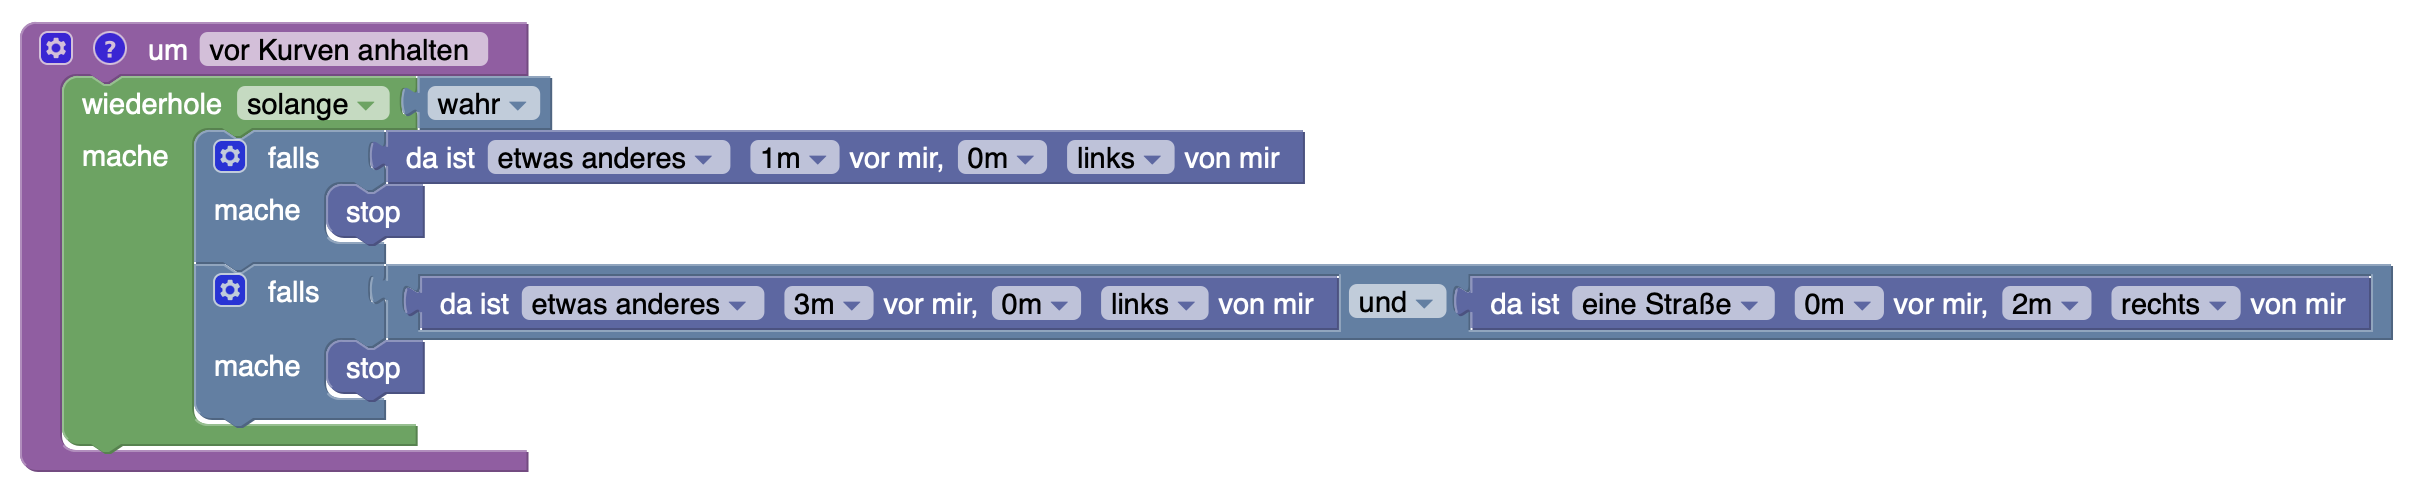 ? um vor Kurven anhalten
wiederhole solange wahr
mache falls da ist etwas anderes 1m vor mir, 0m links von mir
mache stop
falls da ist etwas anderes 3m vor mir, 0m links von mir und da ist eine Straße 0m vor mir, 2m rechts von mir
mache stop